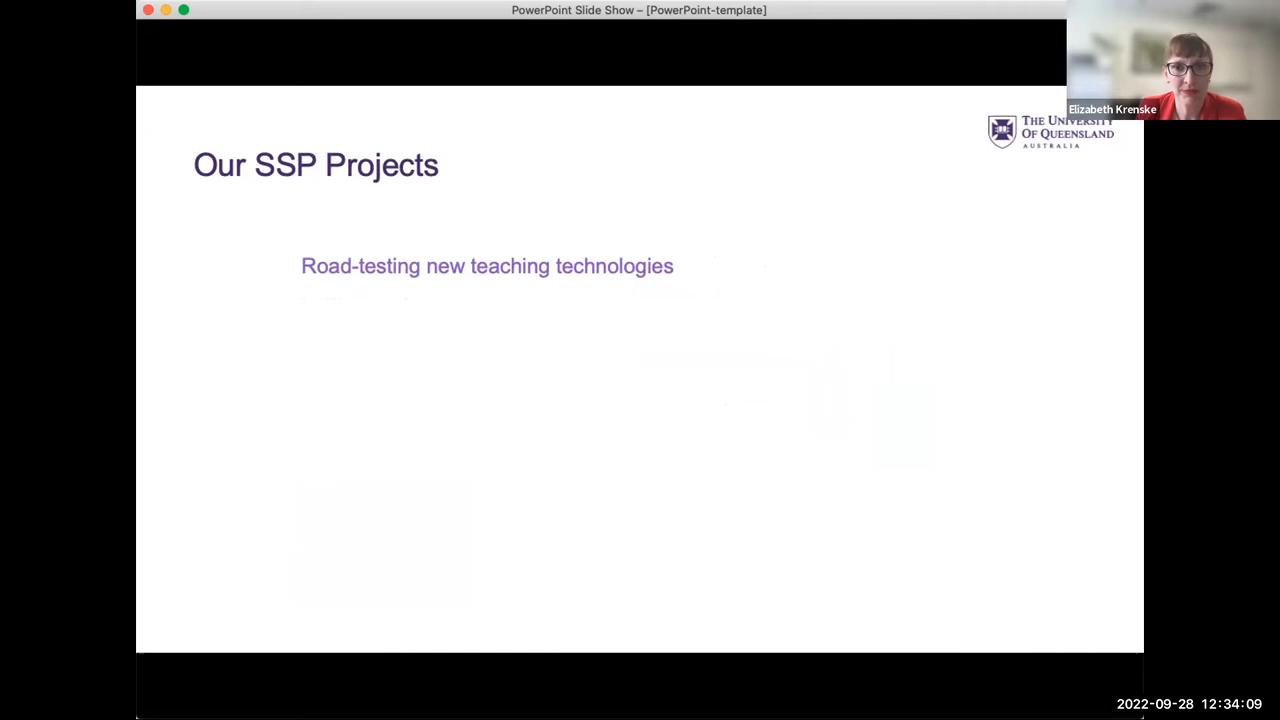 PowerPoint Slide Show – [PowerPoint-template]
Elizabeth Krenske
THE UNIVERSITY
OF QUEENSLAND
AUSTRALIA
Our SSP Projects
Road-testing new teaching technologies
2022-09-28 12:34:09